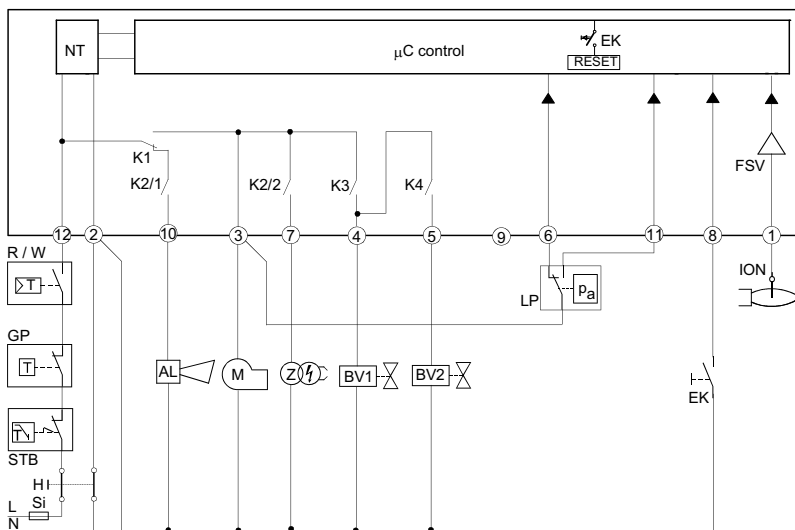 NT
μC control
EK
RESET
K1
K2/1
K2/2
K3
K4
FSV
12
2
10
3
7
4
5
9
6
11
8
1
R / W
T
LP
pa
ION
GP
T
AL
M
Z
BV1
BV2
EK
T
STB
H
Si
L
N